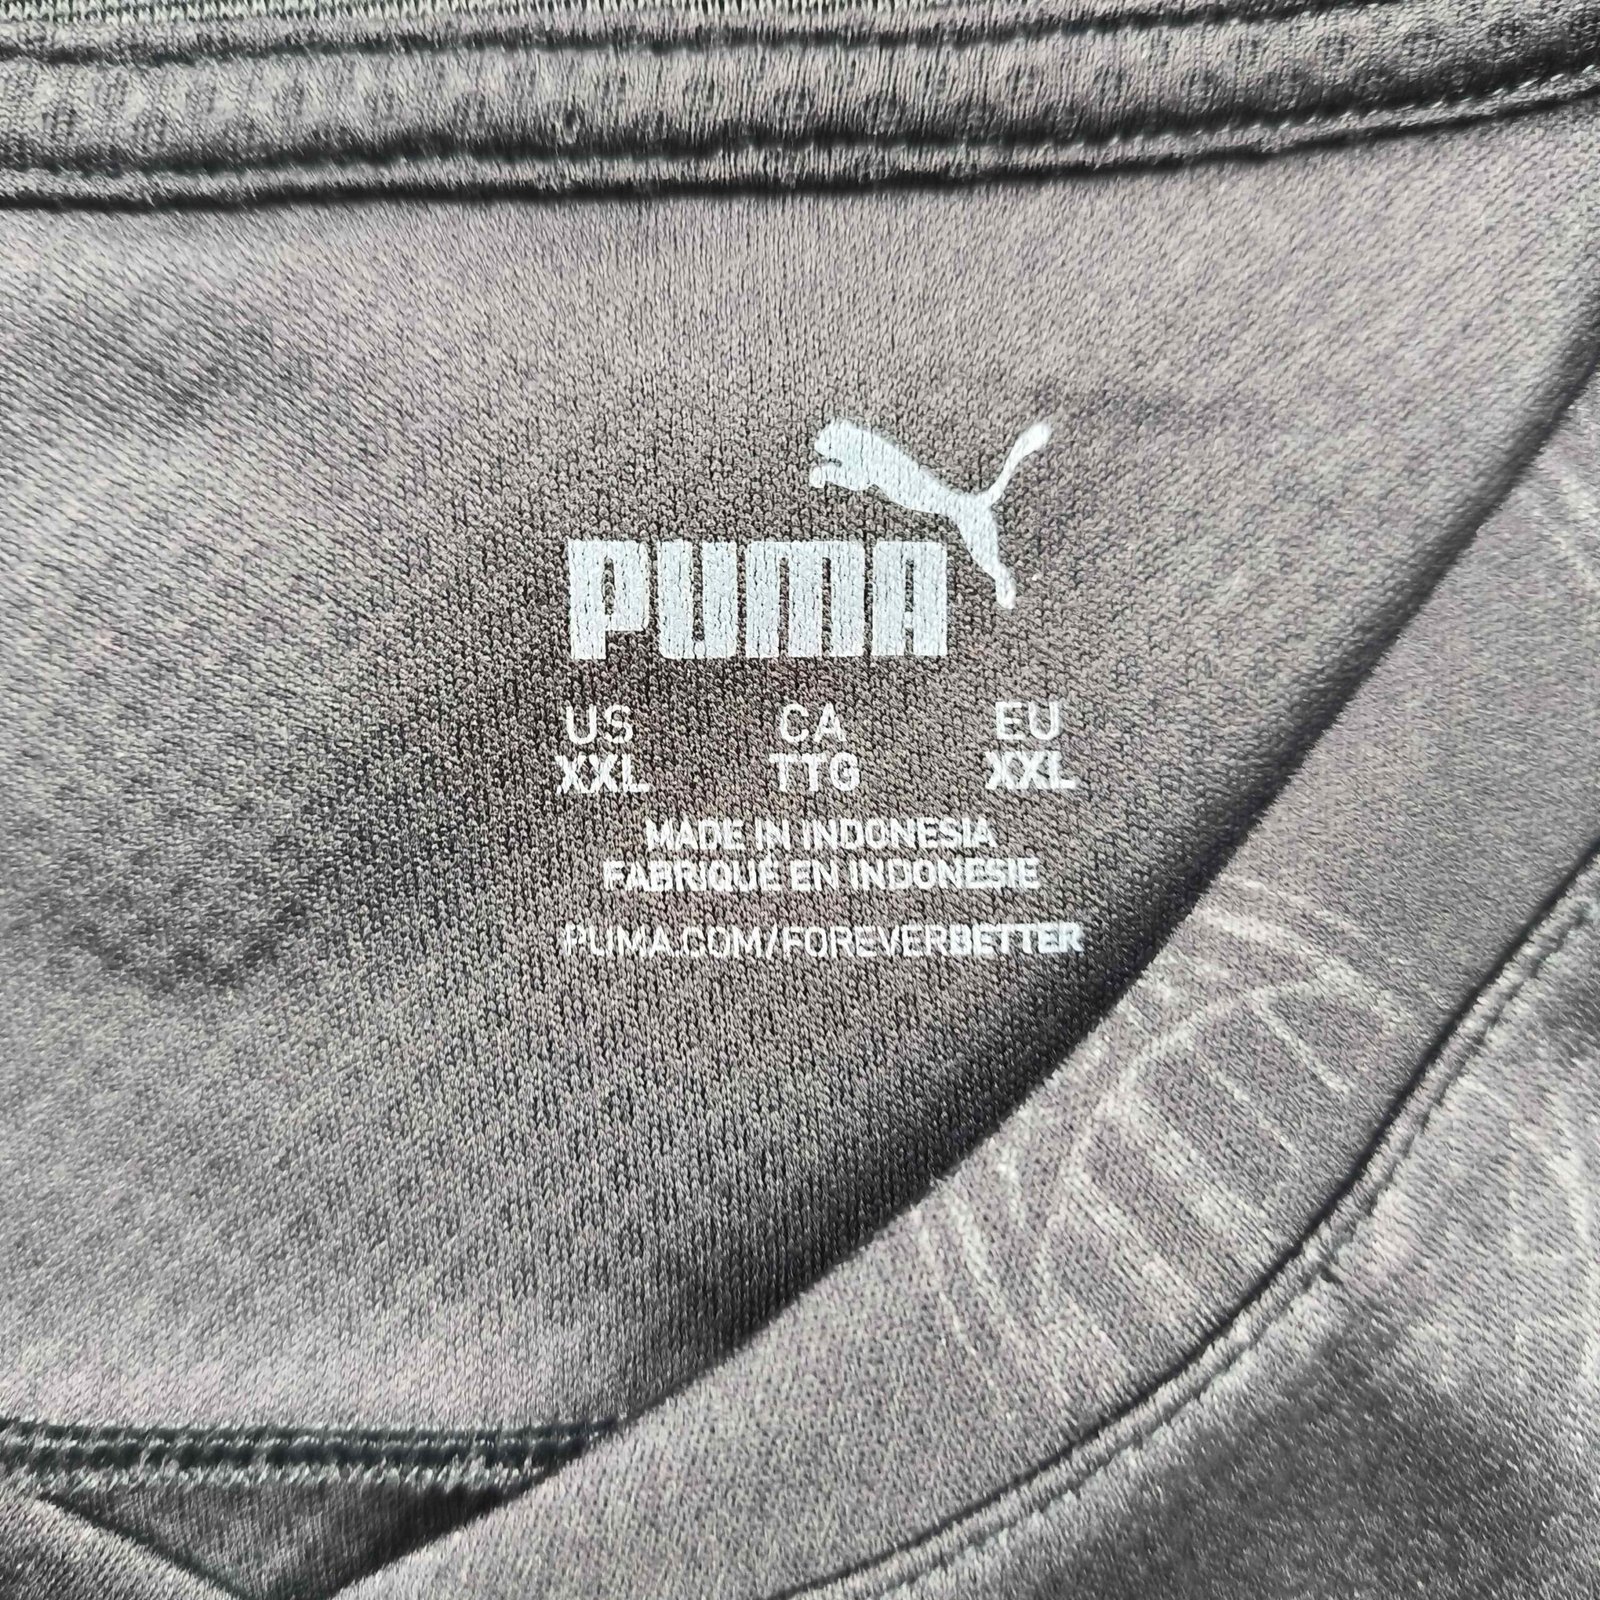 PUMA
US CA EU
XXL TTG XXL
MADE IN INDONESIA
FABRIQUÉ EN INDONESIE
PUMA.COM/FOREVERBETTER